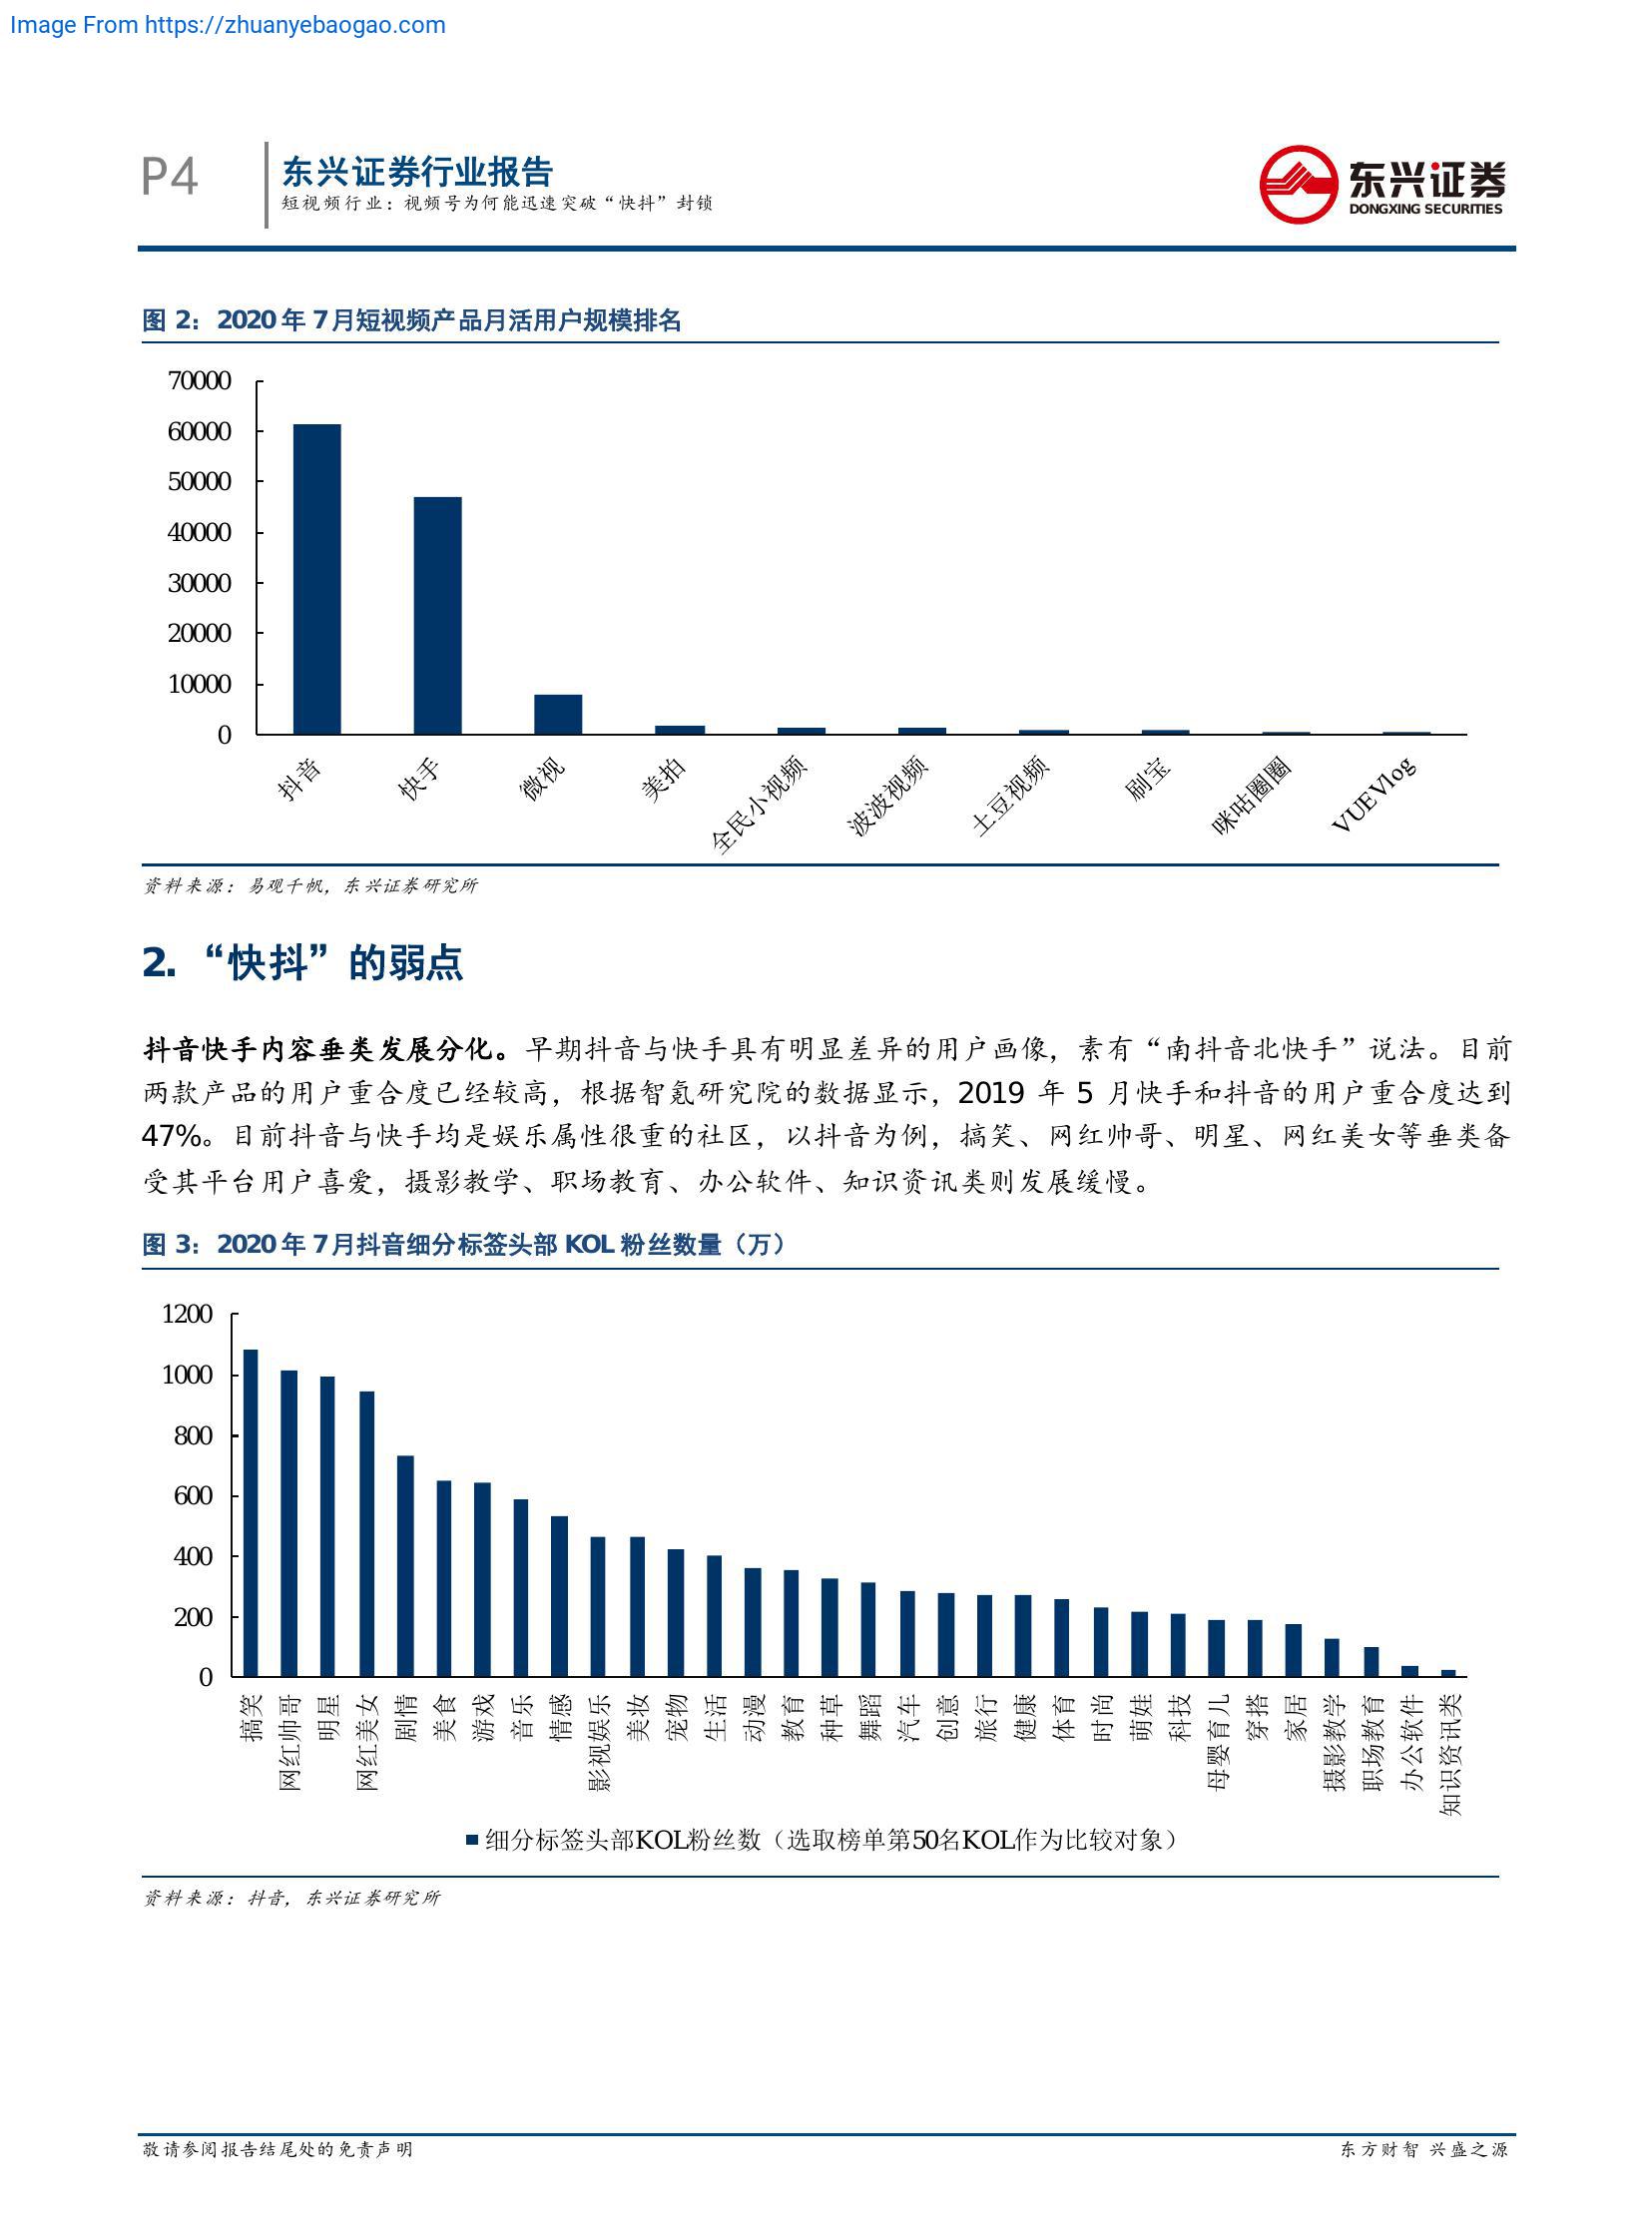 Image From https://zhuanyebaogao.com
P4
东兴证券行业报告
短视频行业：视频号为何能迅速突破“快抖”封锁
东兴证券
DONGXING SECURITIES
图 2：2020 年 7 月短视频产品月活用户规模排名
70000
60000
50000
40000
30000
20000
10000
0
抖音
快手
微视
美拍
全民小视频
波波视频
土豆视频
刷宝
咪咕圈圈
VUEVlog
资料来源：易观千帆，东兴证券研究所
2. “快抖”的弱点
抖音快手内容垂类发展分化。早期抖音与快手具有明显差异的用户画像，素有“南抖音北快手”说法。目前
两款产品的用户重合度已经较高，根据智氪研究院的数据显示，2019 年 5 月快手和抖音的用户重合度达到
47%。目前抖音与快手均是娱乐属性很重的社区，以抖音为例，搞笑、网红帅哥、明星、网红美女等垂类备
受其平台用户喜爱，摄影教学、职场教育、办公软件、知识资讯类则发展缓慢。
图 3：2020 年 7 月抖音细分标签头部 KOL 粉丝数量（万）
1200
1000
800
600
400
200
0
搞笑
网红帅哥
明星
网红美女
剧情
美食
游戏
音乐
情感
影视娱乐
美妆
宠物
生活
动漫
教育
种草
舞蹈
汽车
创意
旅行
健康
体育
时尚
萌娃
科技
母婴育儿
穿搭
家居
摄影教学
职场教育
办公软件
知识资讯类
细分标签头部KOL粉丝数（选取榜单第50名KOL作为比较对象）
资料来源：抖音，东兴证券研究所
敬请参阅报告结尾处的免责声明
东方财智 兴盛之源